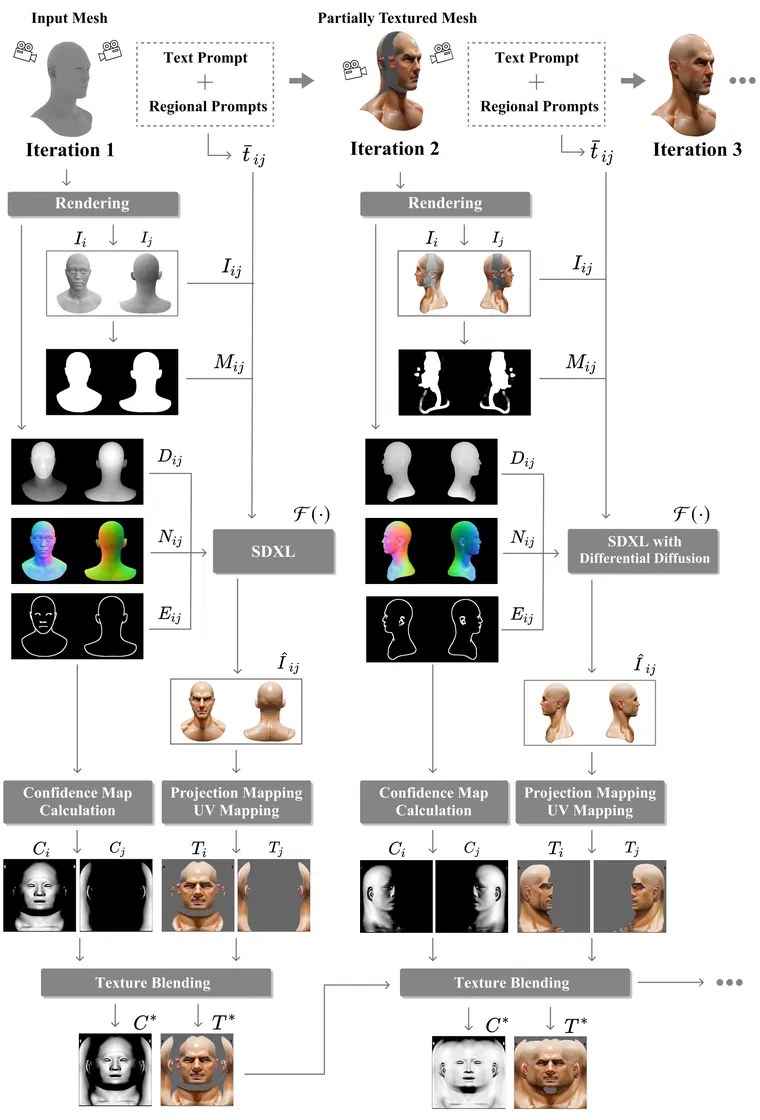 Input Mesh
Text Prompt
+
Regional Prompts
Partially Textured Mesh
Text Prompt
+
Regional Prompts
•••
Iteration 1
t̄ij
Iteration 2
t̄ij
Iteration 3
Rendering
Ii
Ij
Iij
Mij
Dij
Nij
Eij
F(·)
SDXL
Îij
Confidence Map
Calculation
Projection Mapping
UV Mapping
Ci
Cj
Ti
Tj
Texture Blending
C*
T*
Rendering
Ii
Ij
Iij
Mij
Dij
Nij
Eij
F(·)
SDXL with
Differential Diffusion
Îij
Confidence Map
Calculation
Projection Mapping
UV Mapping
Ci
Cj
Ti
Tj
Texture Blending
•••
C*
T*